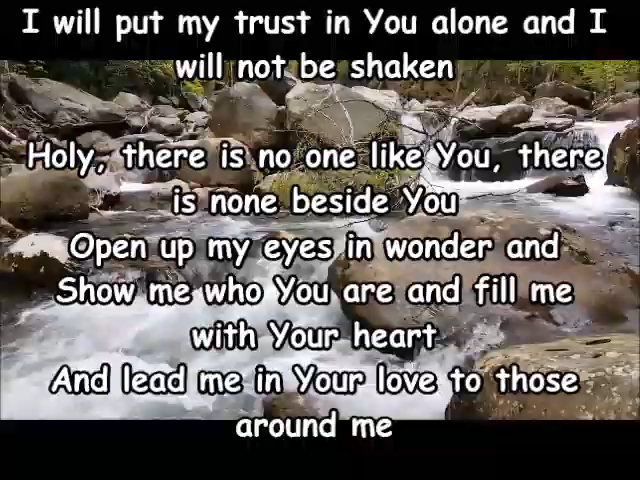 I will put my trust in You alone and I
will not be shaken
Holy, there is no one like You, there
is none beside You
Open up my eyes in wonder and
Show me who You are and fill me
with Your heart
And lead me in Your love to those
around me